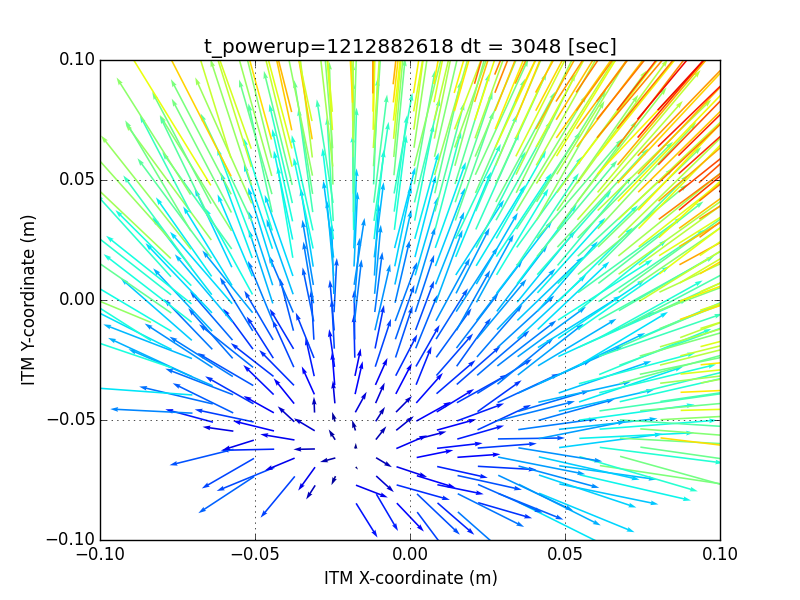 t_powerup=1212882618 dt = 3048 [sec]
0.10
0.05
0.00
−0.05
−0.10
ITM Y-coordinate (m)
−0.10 −0.05 0.00 0.05 0.10
ITM X-coordinate (m)